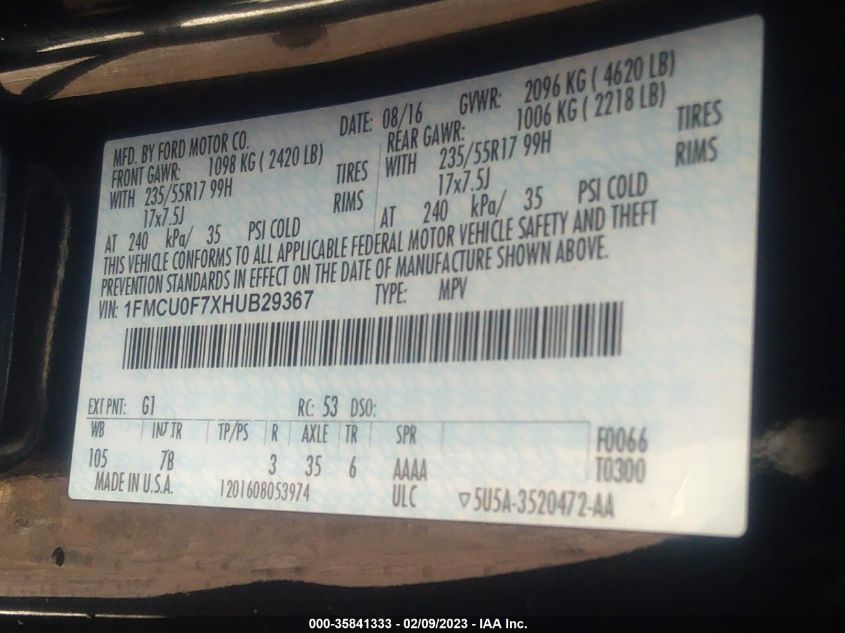 MFD. BY FORD MOTOR CO.
DATE: 08/16 GVWR: 2096 KG ( 4620 LB)
FRONT GAWR: 1098 KG ( 2420 LB)
REAR GAWR: 1006 KG ( 2218 LB)
WITH 235/55R17 99H TIRES
WITH 235/55R17 99H TIRES
17x7.5J RIMS
17x7.5J RIMS
AT 240 kPa/ 35 PSI COLD
AT 240 kPa/ 35 PSI COLD
THIS VEHICLE CONFORMS TO ALL APPLICABLE FEDERAL MOTOR VEHICLE SAFETY AND THEFT
PREVENTION STANDARDS IN EFFECT ON THE DATE OF MANUFACTURE SHOWN ABOVE.
VIN: 1FMCU0F7XHUB29367 TYPE: MPV
EXT PNT: G1 RC: 53 DSO:
WB INT TR TP/PS R AXLE TR SPR F0066
105 7B 3 35 6 AAAA T0300
MADE IN U.S.A. 1201608053974 ULC ▽5U5A-3520472-AA
000-35841333 - 02/09/2023 - IAA Inc.